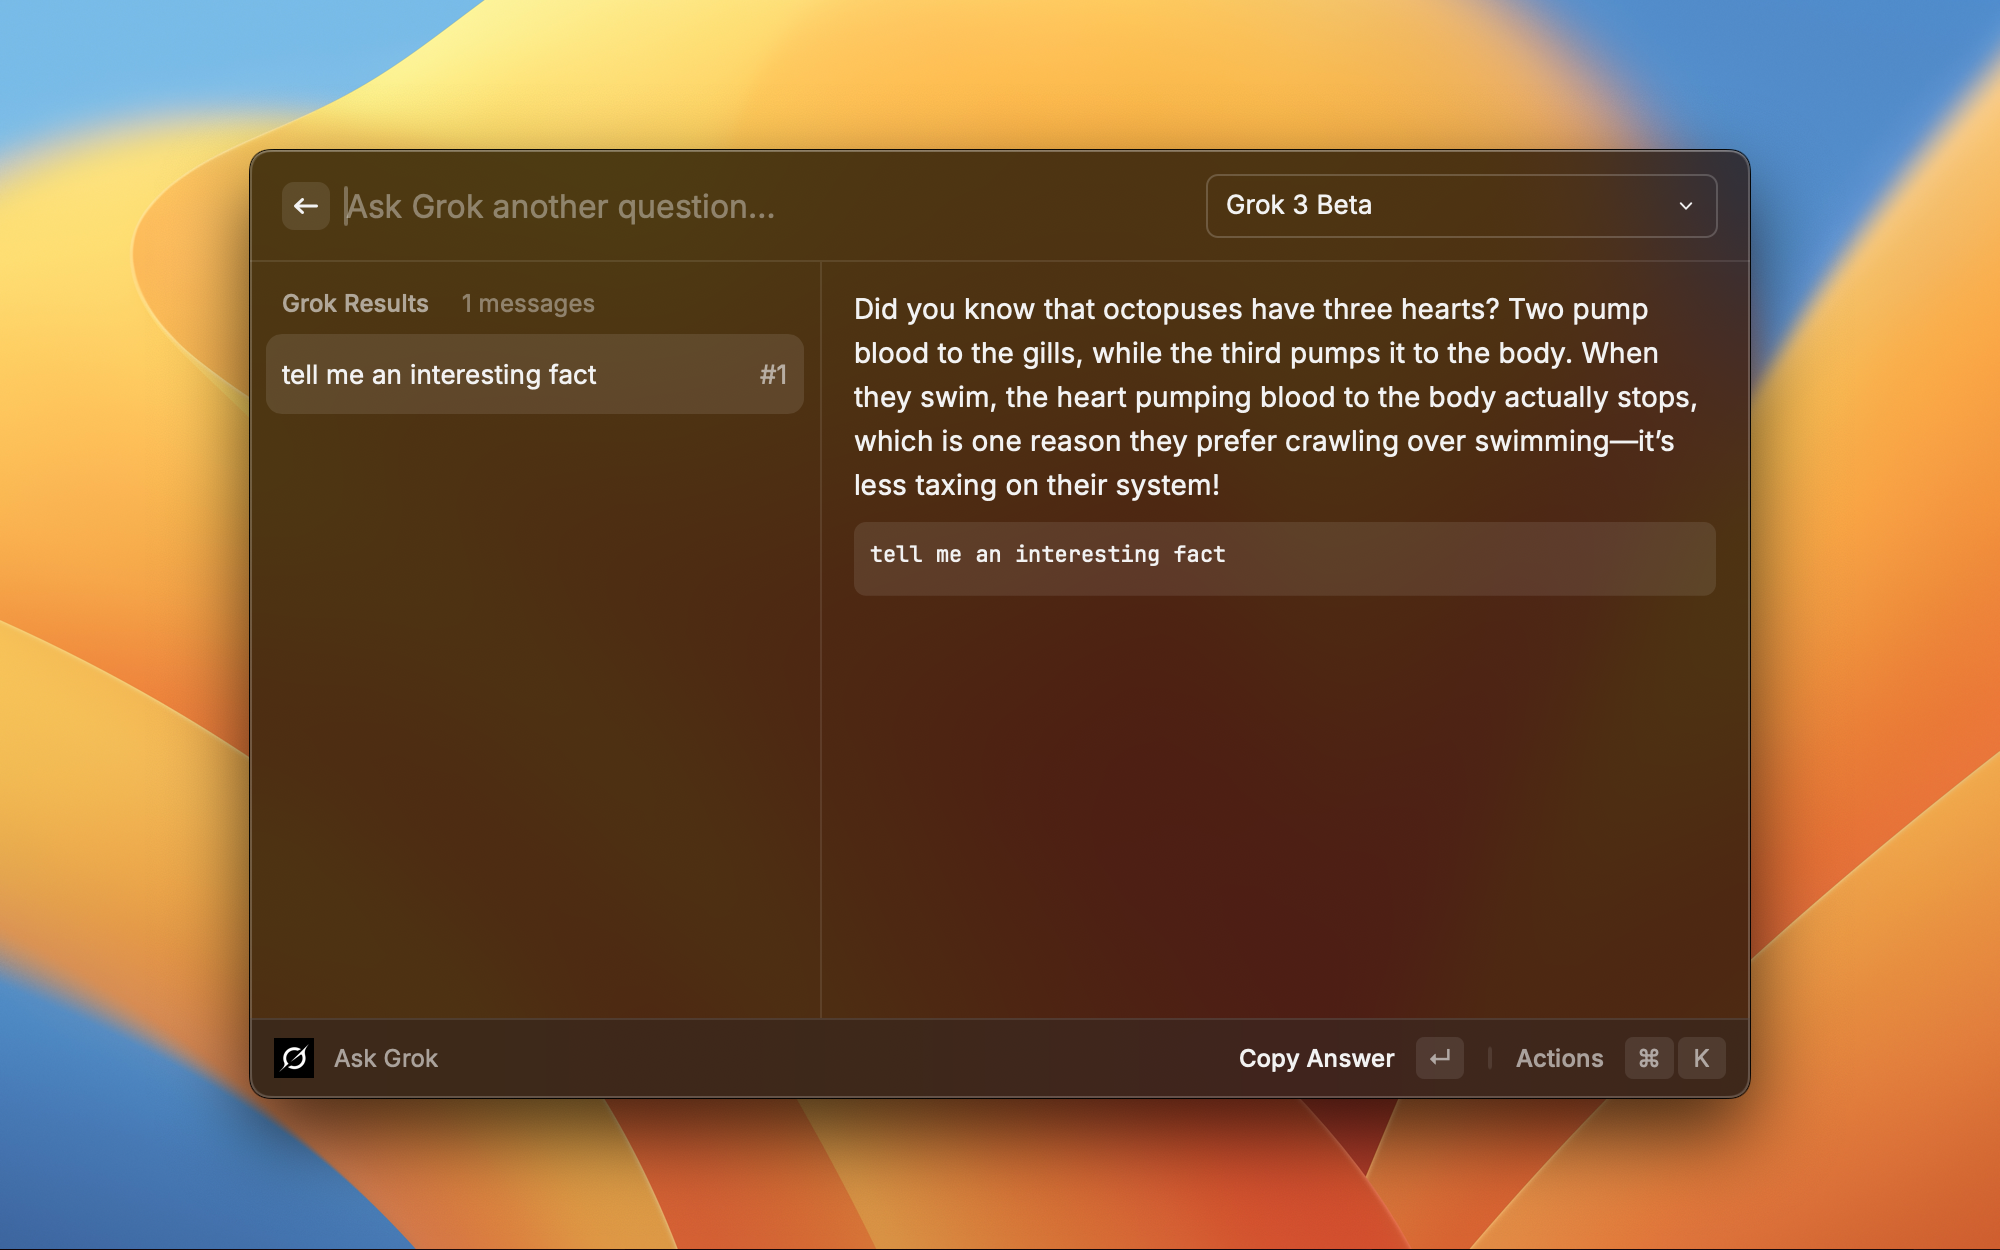 Ask Grok another question...
Grok 3 Beta
Grok Results 1 messages
tell me an interesting fact #1
Did you know that octopuses have three hearts? Two pump
blood to the gills, while the third pumps it to the body. When
they swim, the heart pumping blood to the body actually stops,
which is one reason they prefer crawling over swimming—it’s
less taxing on their system!
tell me an interesting fact
Ask Grok
Copy Answer ↵ Actions ⌘ K